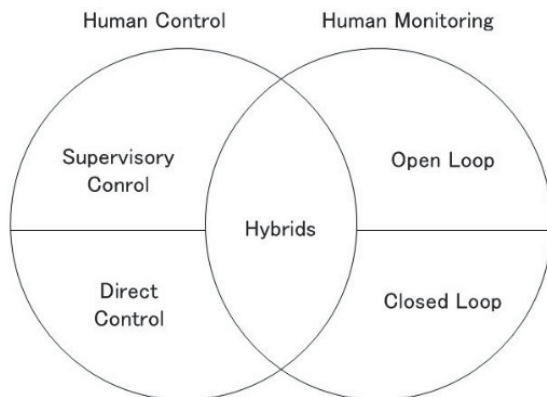 Human Control
Human Monitoring
Supervisory
Conrol
Open Loop
Hybrids
Direct
Control
Closed Loop